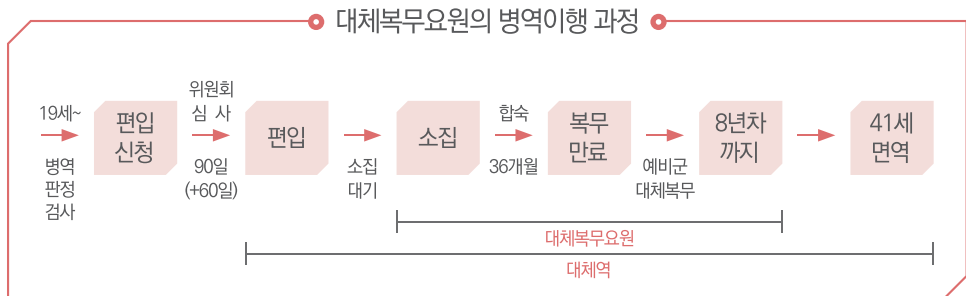 대체복무요원의 병역이행 과정
19세~
병역
판정
검사
편입
신청
위원회
심 사
90일
(+60일)
편입
소집
대기
소집
합숙
36개월
복무
만료
예비군
대체복무
8년차
까지
41세
면역
대체복무요원
대체역